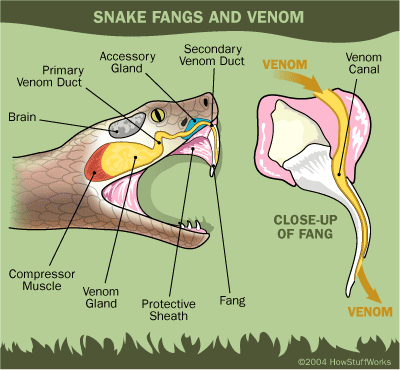 SNAKE FANGS AND VENOM
Secondary
Venom Duct
Accessory
Gland
Primary
Venom Duct
Brain
VENOM
Venom
Canal
CLOSE-UP
OF FANG
Compressor
Muscle
Venom
Gland
Protective
Sheath
Fang
VENOM
©2004 HowStuffWorks